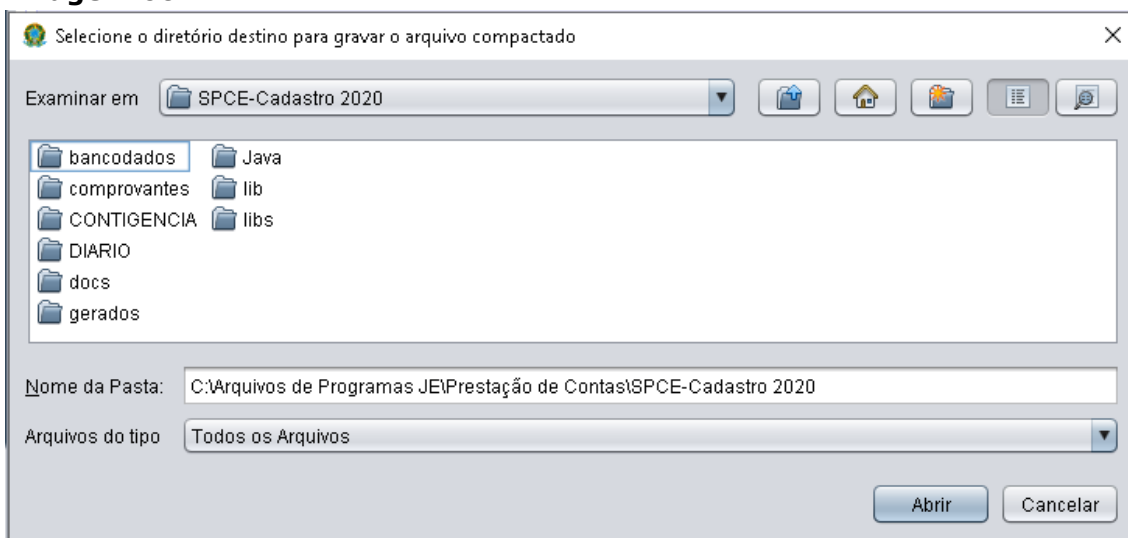 Selecione o diretório destino para gravar o arquivo compactado
Examinar em SPCE-Cadastro 2020
bancodados Java
comprovantes lib
CONTIGENCIA libs
DIARIO
docs
gerados
Nome da Pasta: C:\Arquivos de Programas JE\Prestação de Contas\SPCE-Cadastro 2020
Arquivos do tipo Todos os Arquivos
Abrir Cancelar